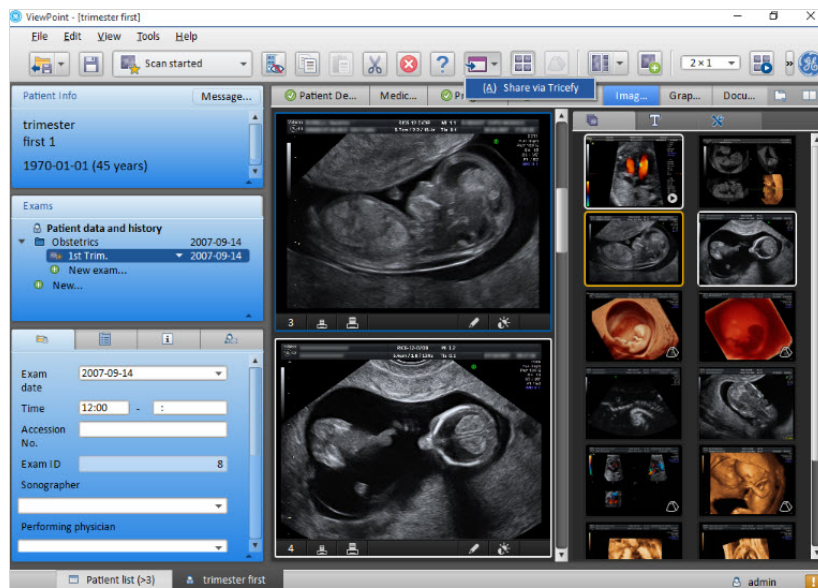 ViewPoint - [trimester first]
File Edit View Tools Help
Scan started
2 × 1
(A) Share via Tricefy
Patient Info
Message...
Patient De...
Medic...
Imag...
Grap...
Docu...
trimester
first 1
1970-01-01 (45 years)
Exams
Patient data and history
Obstetrics 2007-09-14
1st Trim. 2007-09-14
New exam...
New...
3
Exam date
2007-09-14
Time
12:00 - :
Accession No.
Exam ID
8
Sonographer
Performing physician
4
Patient list (>3)
trimester first
admin